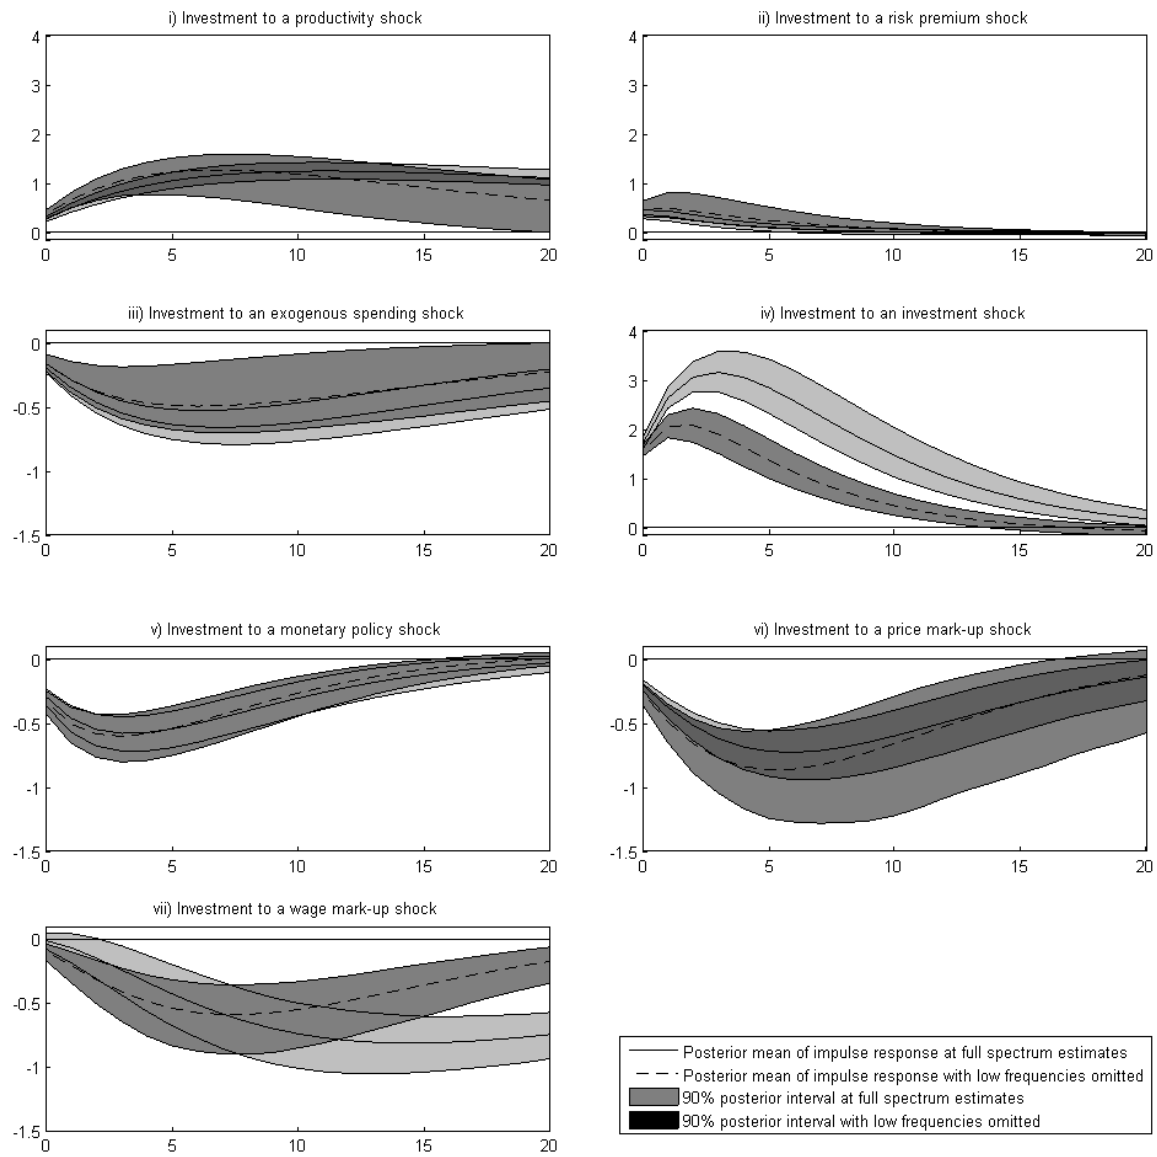 i) Investment to a productivity shock
4
3
2
1
0
0 5 10 15 20
ii) Investment to a risk premium shock
4
3
2
1
0
0 5 10 15 20
iii) Investment to an exogenous spending shock
0
-0.5
-1
-1.5
0 5 10 15 20
iv) Investment to an investment shock
4
3
2
1
0
0 5 10 15 20
v) Investment to a monetary policy shock
0
-0.5
-1
-1.5
0 5 10 15 20
vi) Investment to a price mark-up shock
0
-0.5
-1
-1.5
0 5 10 15 20
vii) Investment to a wage mark-up shock
0
-0.5
-1
-1.5
0 5 10 15 20
Posterior mean of impulse response at full spectrum estimates
Posterior mean of impulse response with low frequencies omitted
90% posterior interval at full spectrum estimates
90% posterior interval with low frequencies omitted